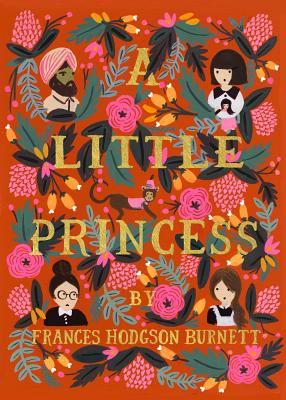 A
LITTLE
PRINCESS
BY
FRANCES HODGSON BURNETT